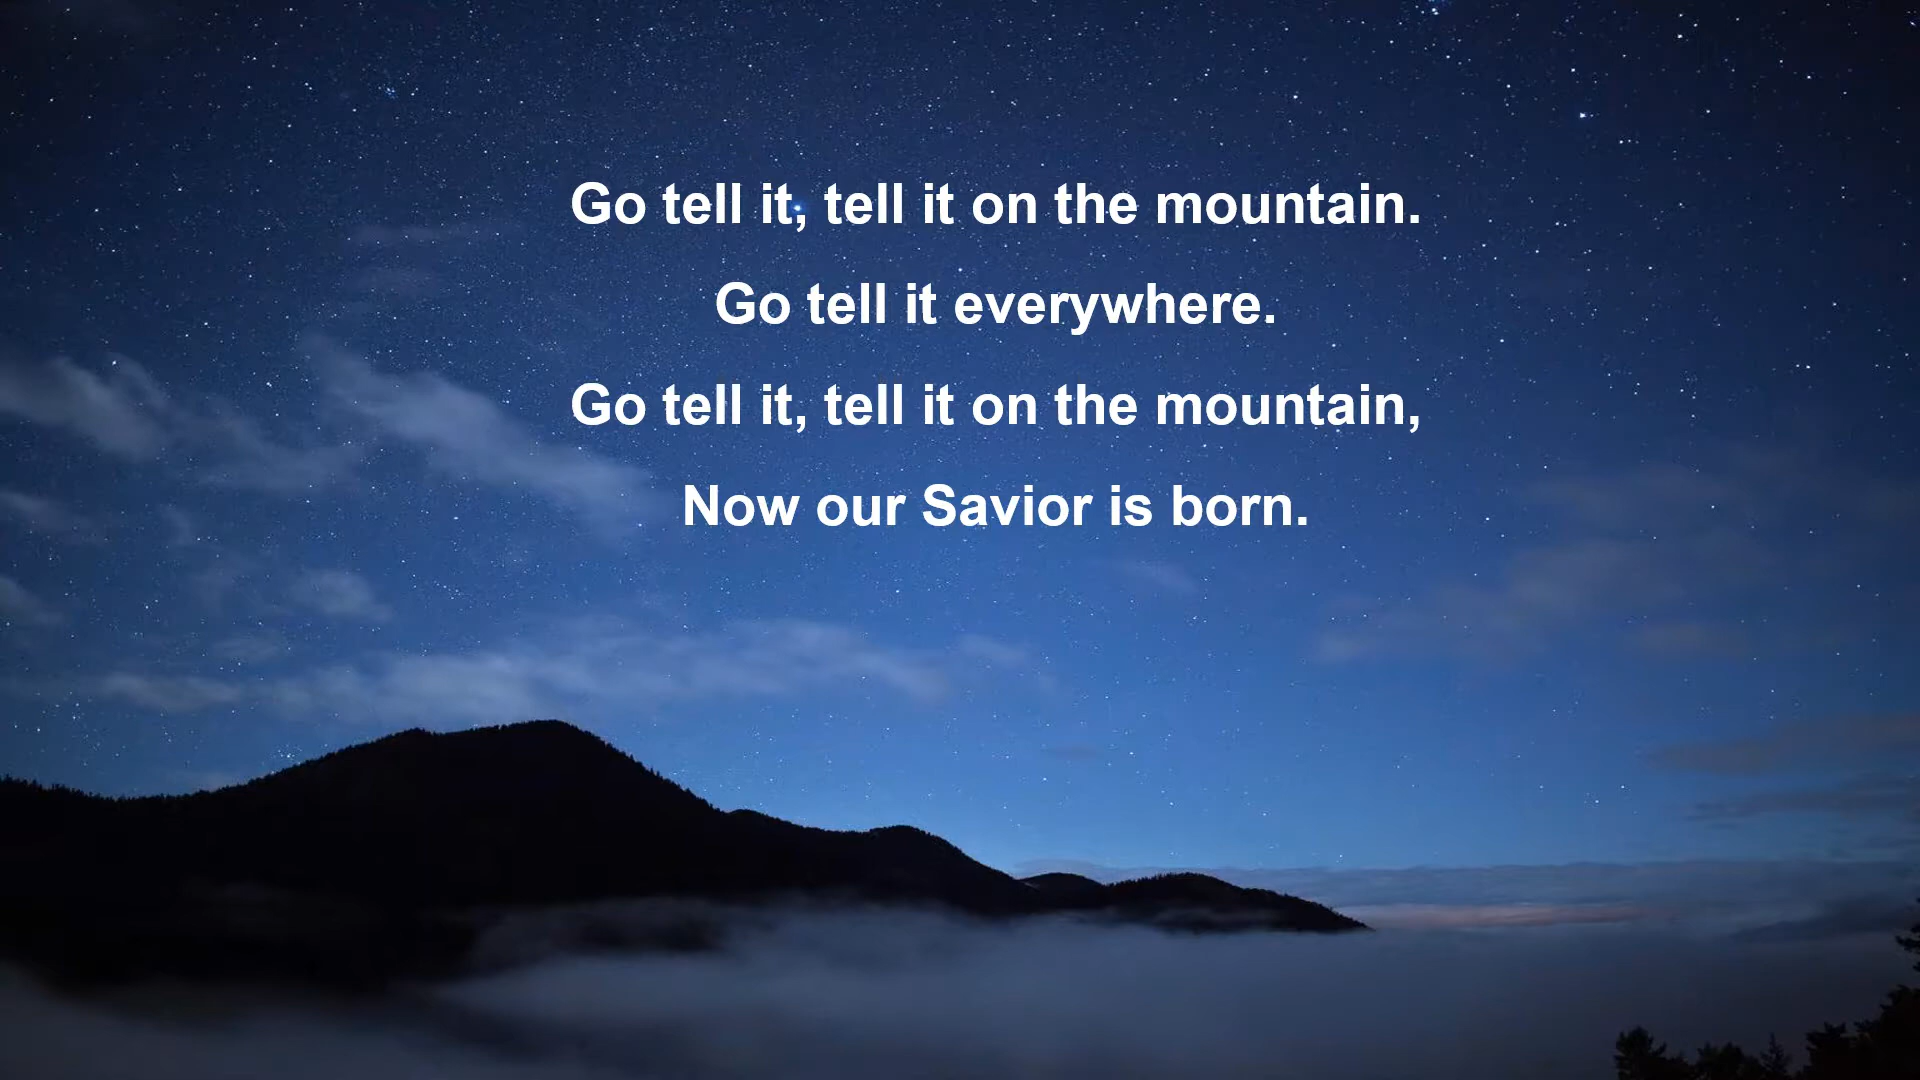 Go tell it, tell it on the mountain.
Go tell it everywhere.
Go tell it, tell it on the mountain,
Now our Savior is born.